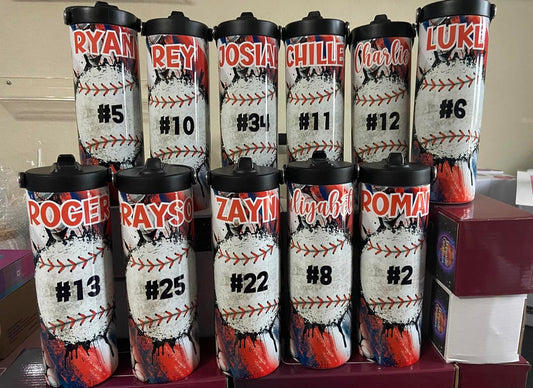 RYAN
#5
REY
#10
JOSIA
#34
CHILLE
#11
Charlie
#12
LUKE
#6
ROGER
#13
RAYSO
#25
ZAYN
#22
lizabet
#8
ROMAN
#2